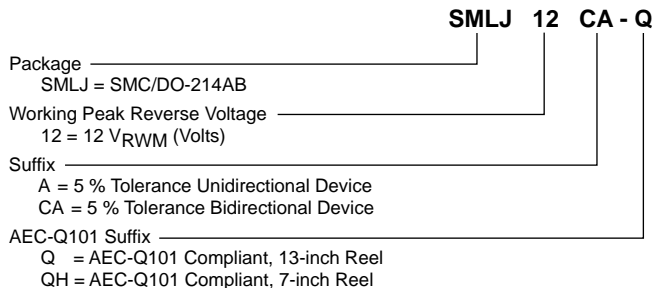 SMLJ 12 CA - Q
Package
SMLJ = SMC/DO-214AB
Working Peak Reverse Voltage
12 = 12 VRWM (Volts)
Suffix
A = 5 % Tolerance Unidirectional Device
CA = 5 % Tolerance Bidirectional Device
AEC-Q101 Suffix
Q = AEC-Q101 Compliant, 13-inch Reel
QH = AEC-Q101 Compliant, 7-inch Reel